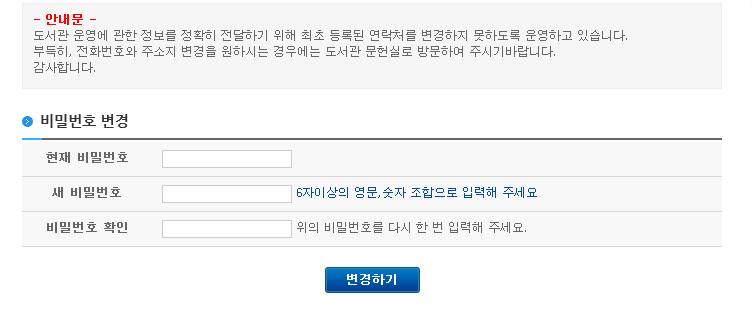 - 안내문 -
도서관 운영에 관한 정보를 정확히 전달하기 위해 최초 등록된 연락처를 변경하지 못하도록 운영하고 있습니다.
부득히, 전화번호와 주소지 변경을 원하시는 경우에는 도서관 문헌실로 방문하여 주시기바랍니다.
감사합니다.
비밀번호 변경
현재 비밀번호
새 비밀번호 6자이상의 영문,숫자 조합으로 입력해 주세요
비밀번호 확인 위의 비밀번호를 다시 한 번 입력해 주세요.
변경하기